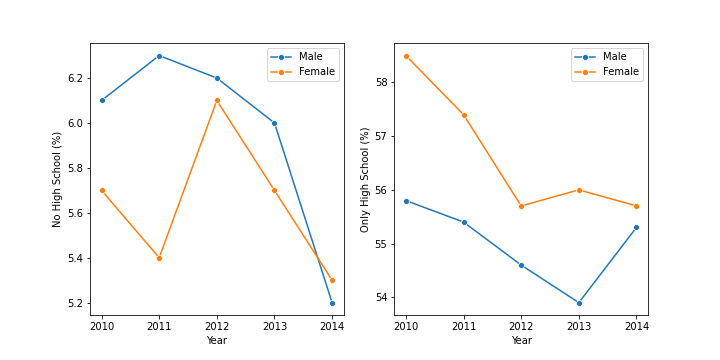 No High School (%)
6.2
6.0
5.8
5.6
5.4
5.2
2010 2011 2012 2013 2014
Year
Male
Female
Only High School (%)
58
57
56
55
54
2010 2011 2012 2013 2014
Year
Male
Female